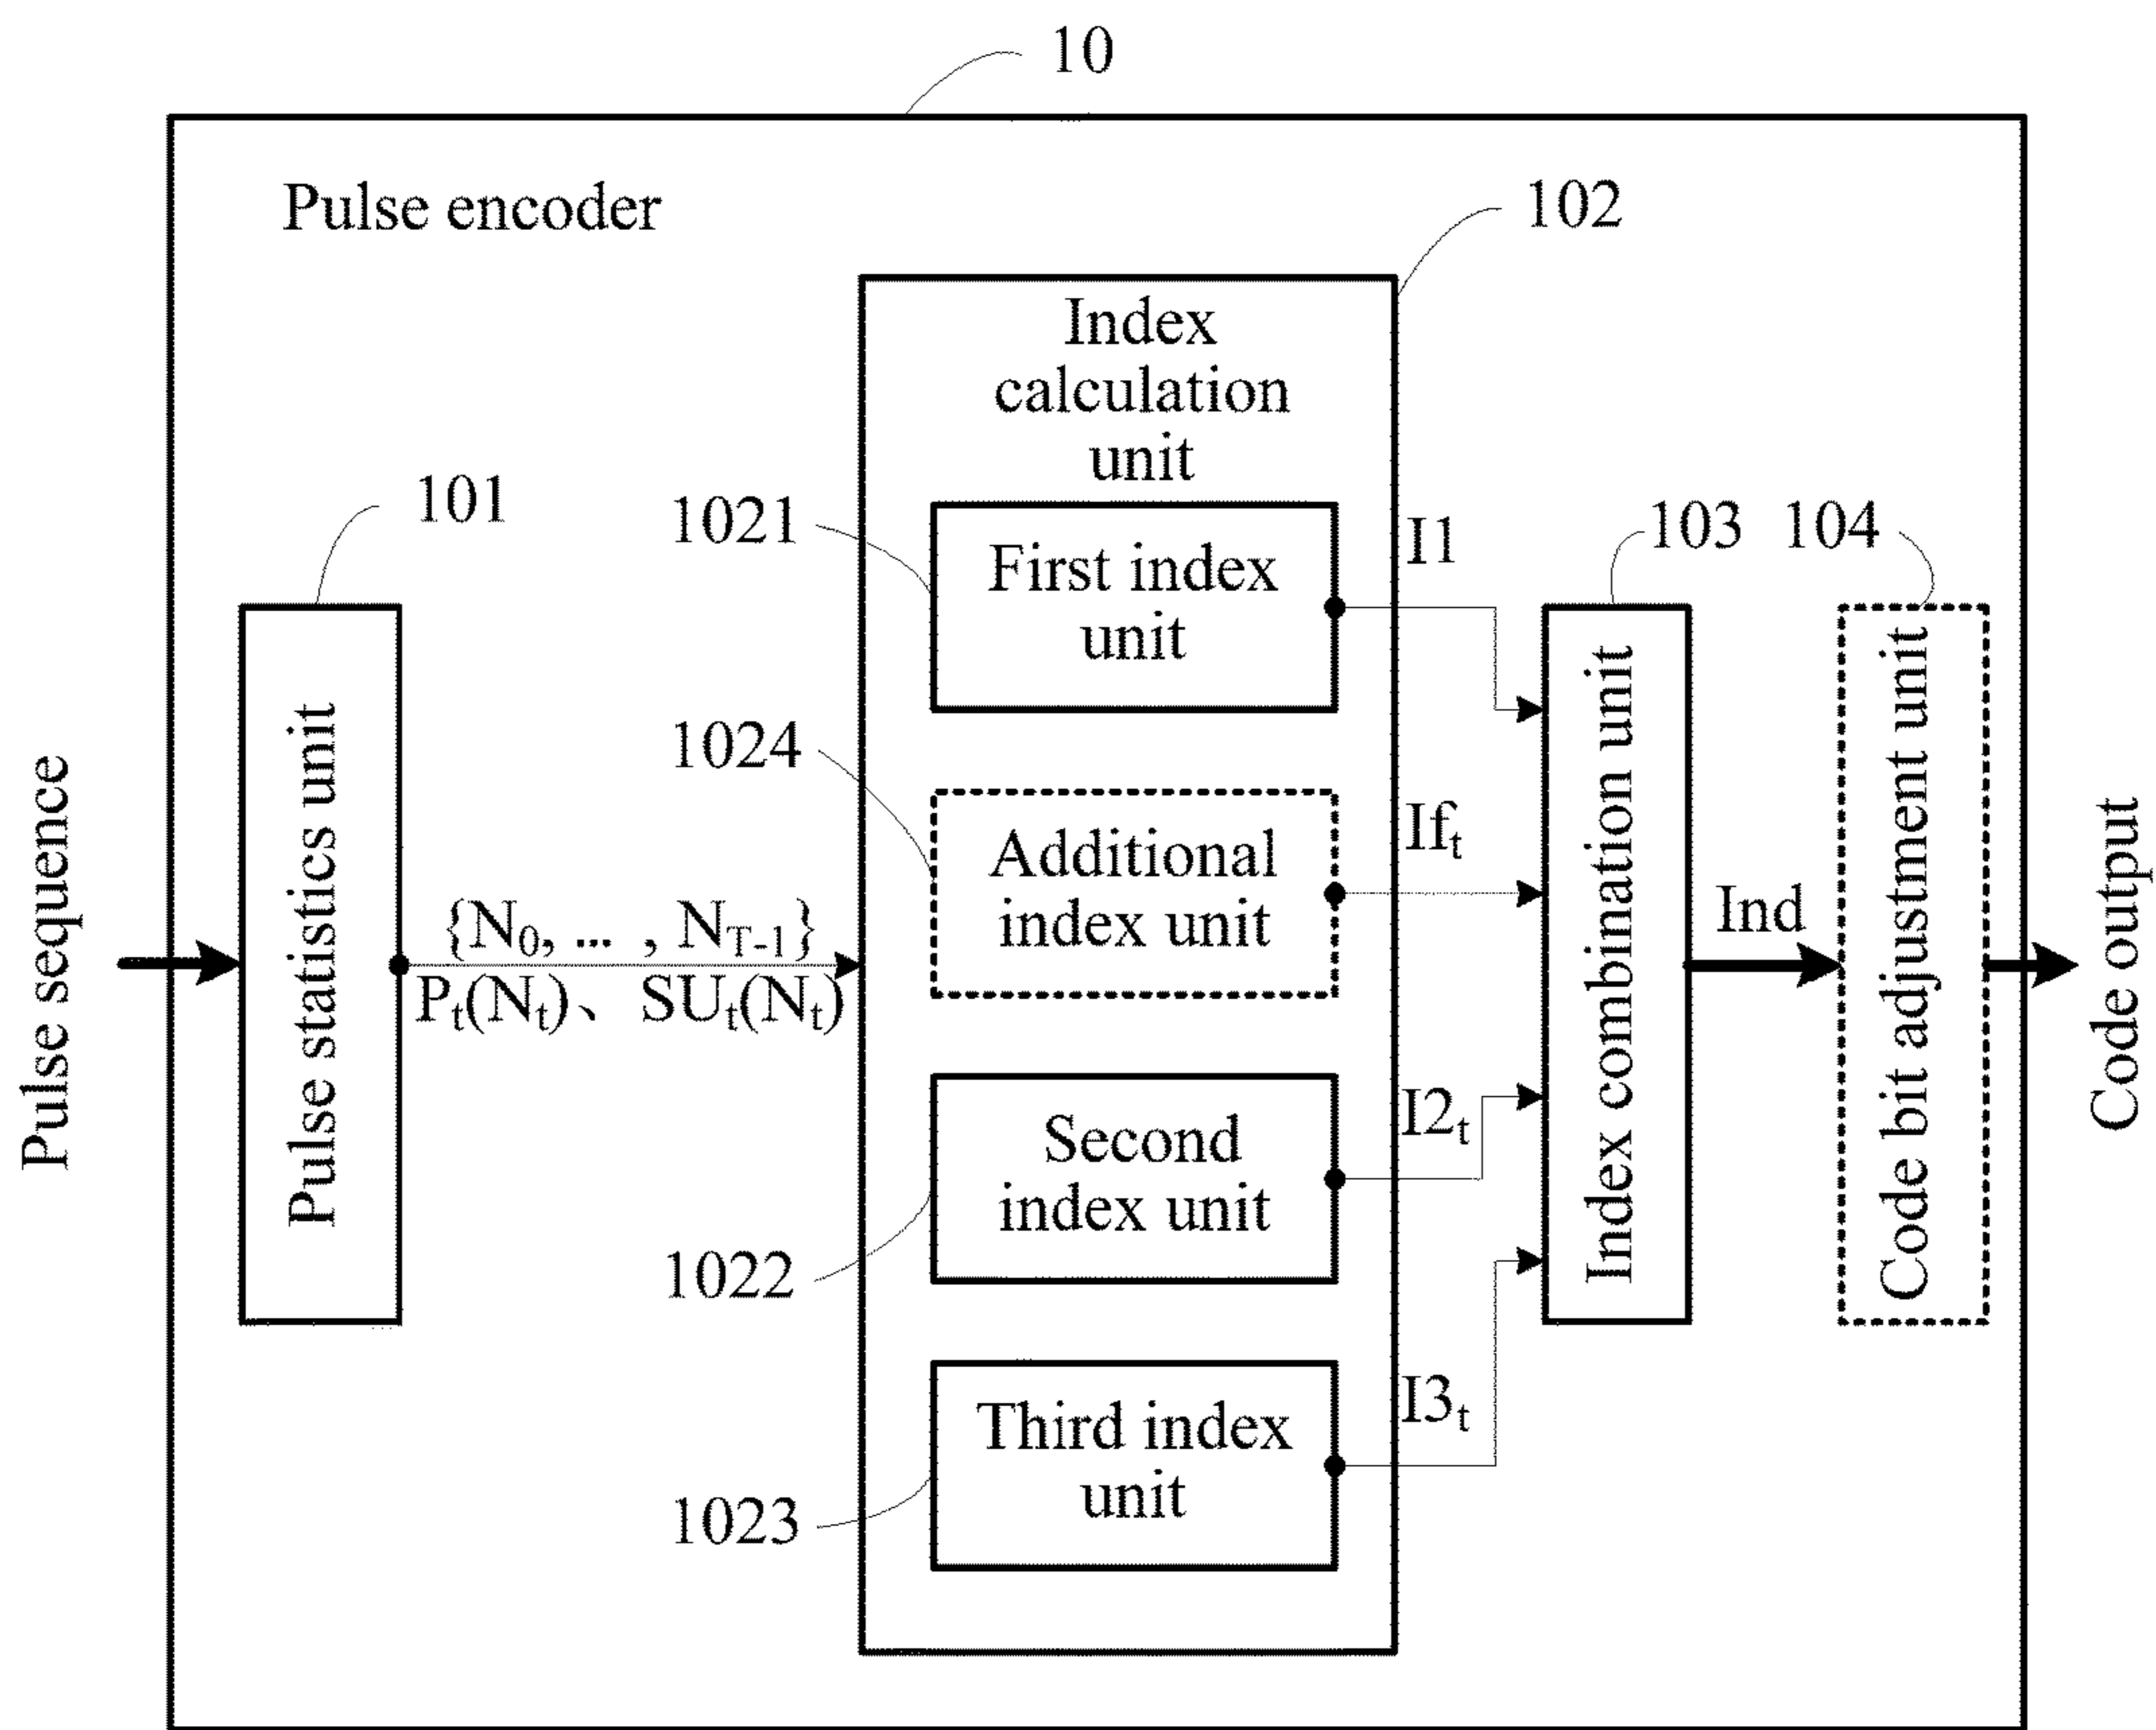 10
Pulse encoder
102
Index
calculation
unit
101
1021
First index
unit
I1
103
104
1024
Additional
index unit
If_t
Pulse sequence
Pulse statistics unit
{N_0, ... , N_{T-1}}
P_t(N_t)、 SU_t(N_t)
Index combination unit
Ind
Code bit adjustment unit
Code output
Second
index unit
I2_t
1022
Third index
unit
I3_t
1023